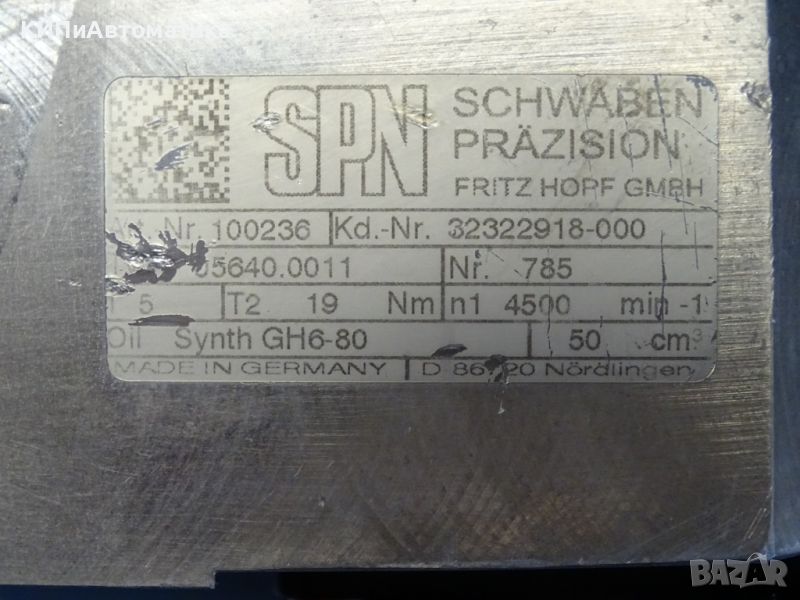 КИПиАвтоматика
SPN SCHWABEN
PRÄZISION
FRITZ HOPF GMBH
Nr. 100236 Kd.-Nr. 32322918-000
05640.0011 Nr. 785
i 5 T2 19 Nm n1 4500 min -1
Oil Synth GH6-80 50 cm³
MADE IN GERMANY D 86720 Nördlingen
BAZAR